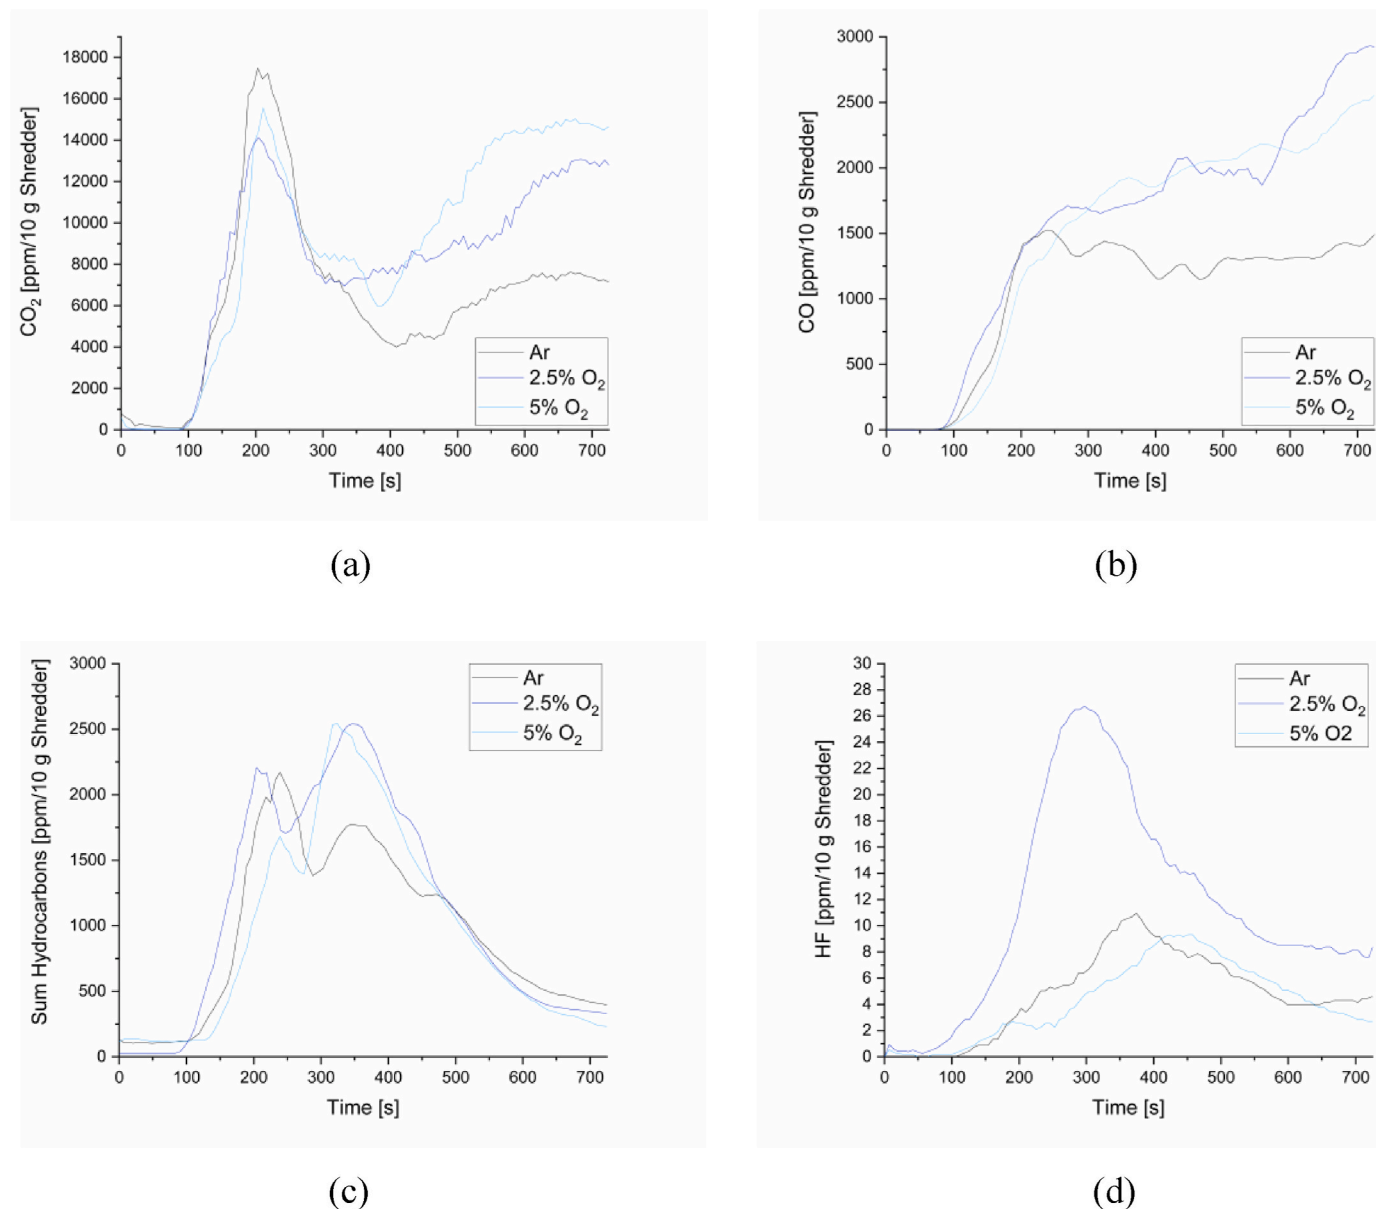 18000
16000
14000
12000
10000
8000
6000
4000
2000
0
CO2 [ppm/10 g Shredder]
Ar
2.5% O2
5% O2
0 100 200 300 400 500 600 700
Time [s]
(a)
3000
2500
2000
1500
1000
500
0
CO [ppm/10 g Shredder]
Ar
2.5% O2
5% O2
0 100 200 300 400 500 600 700
Time [s]
(b)
3000
2500
2000
1500
1000
500
0
Sum Hydrocarbons [ppm/10 g Shredder]
Ar
2.5% O2
5% O2
0 100 200 300 400 500 600 700
Time [s]
(c)
30
28
26
24
22
20
18
16
14
12
10
8
6
4
2
0
HF [ppm/10 g Shredder]
Ar
2.5% O2
5% O2
0 100 200 300 400 500 600 700
Time [s]
(d)